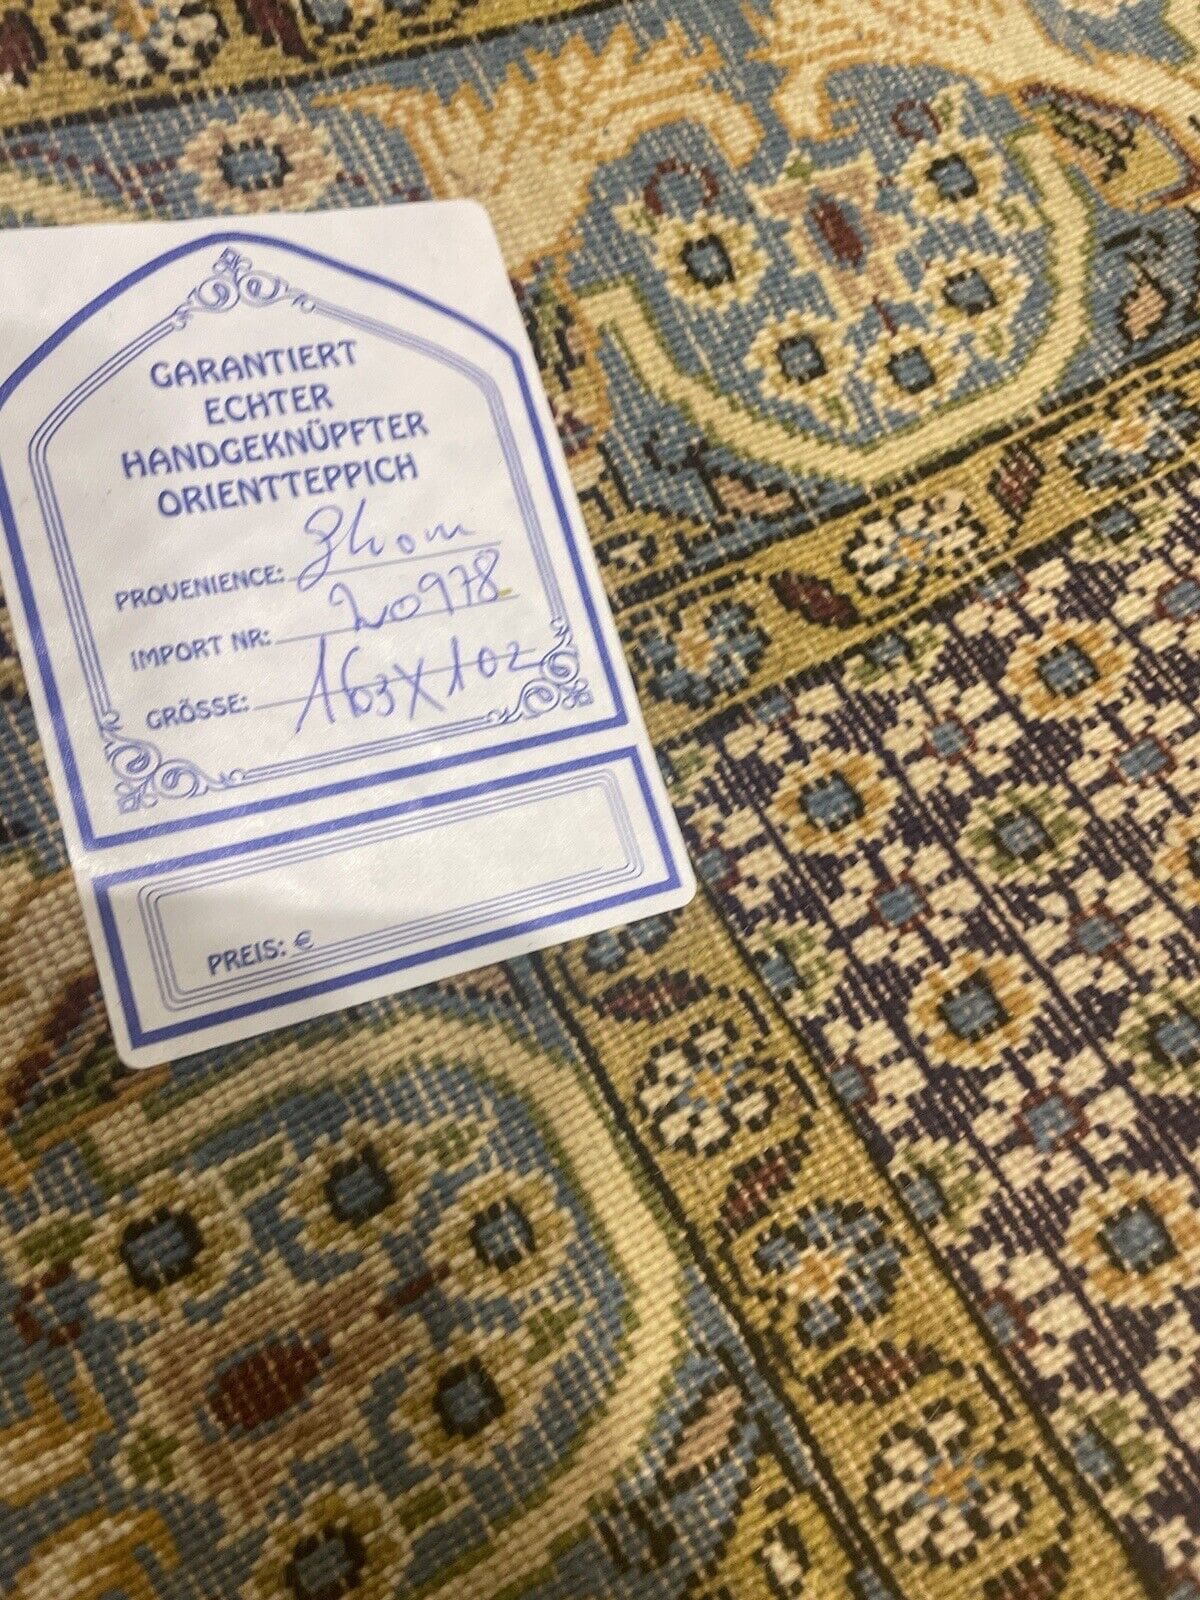 GARANTIERT
ECHTER
HANDGEKNÜPFTER
ORIENTTEPPICH
PROVENIENCE: Ghom
IMPORT NR: 20978
GRÖSSE: 163X102
PREIS: €